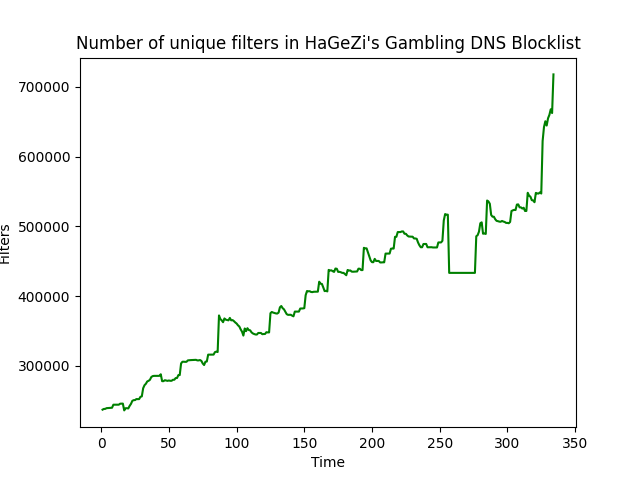 Number of unique filters in HaGeZi's Gambling DNS Blocklist
700000
600000
500000
400000
300000
Filters
0 50 100 150 200 250 300 350
Time